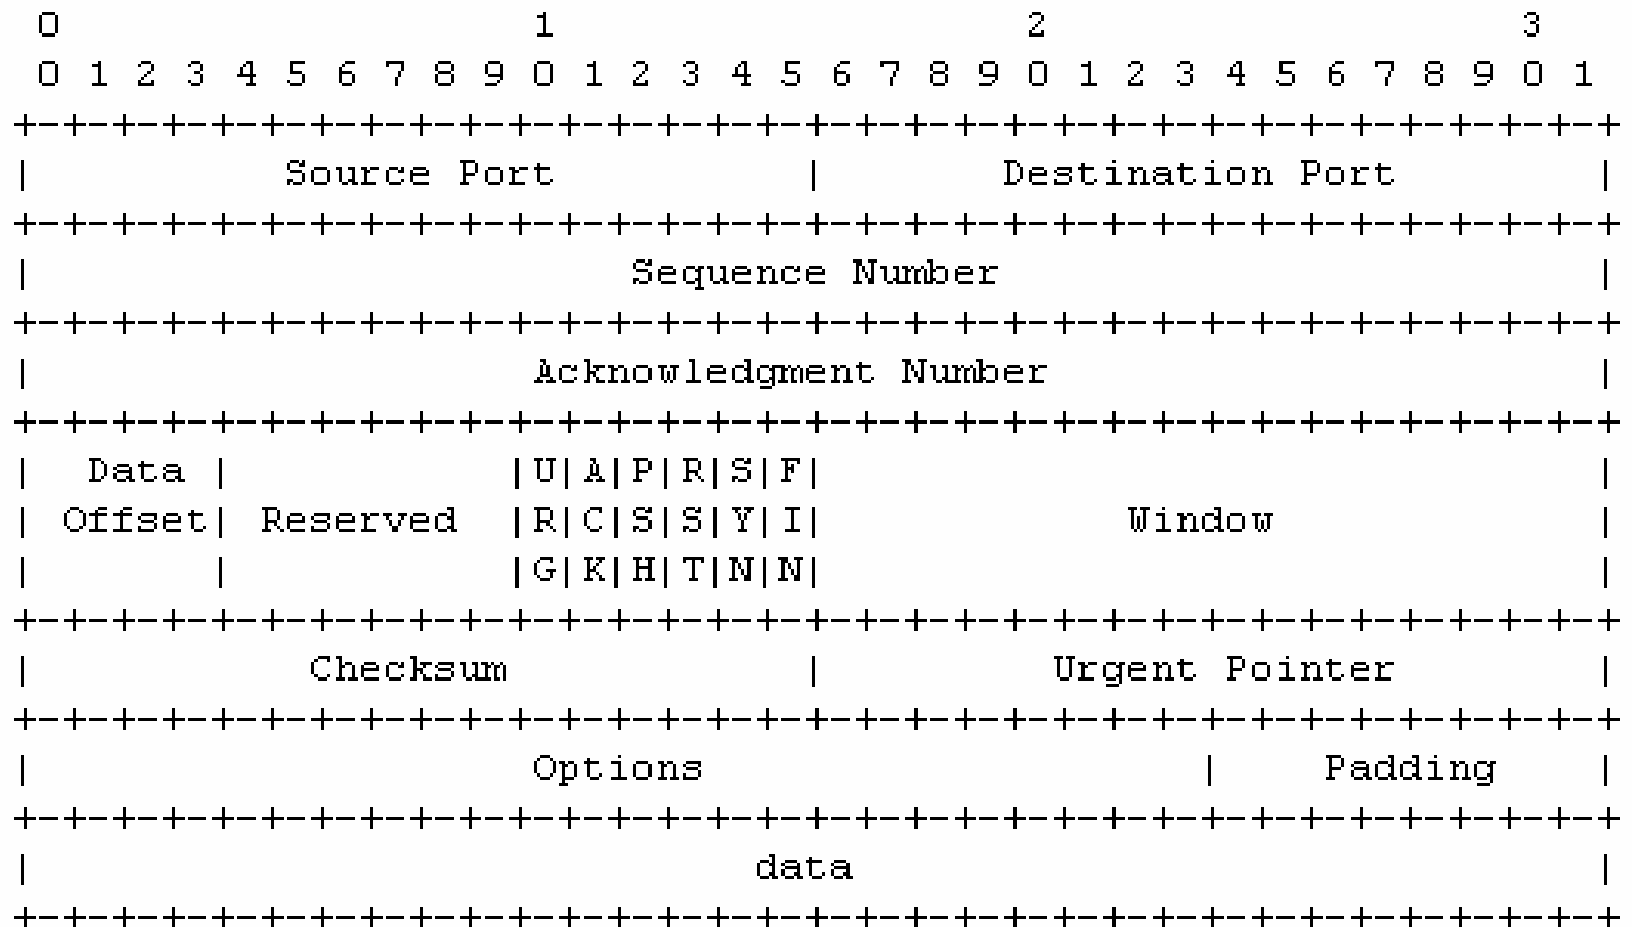 0                   1                   2                   3
 0 1 2 3 4 5 6 7 8 9 0 1 2 3 4 5 6 7 8 9 0 1 2 3 4 5 6 7 8 9 0 1
+-+-+-+-+-+-+-+-+-+-+-+-+-+-+-+-+-+-+-+-+-+-+-+-+-+-+-+-+-+-+-+-+
|          Source Port          |       Destination Port        |
+-+-+-+-+-+-+-+-+-+-+-+-+-+-+-+-+-+-+-+-+-+-+-+-+-+-+-+-+-+-+-+-+
|                        Sequence Number                        |
+-+-+-+-+-+-+-+-+-+-+-+-+-+-+-+-+-+-+-+-+-+-+-+-+-+-+-+-+-+-+-+-+
|                    Acknowledgment Number                      |
+-+-+-+-+-+-+-+-+-+-+-+-+-+-+-+-+-+-+-+-+-+-+-+-+-+-+-+-+-+-+-+-+
|  Data |           |U|A|P|R|S|F|                               |
| Offset| Reserved  |R|C|S|S|Y|I|            Window             |
|       |           |G|K|H|T|N|N|                               |
+-+-+-+-+-+-+-+-+-+-+-+-+-+-+-+-+-+-+-+-+-+-+-+-+-+-+-+-+-+-+-+-+
|           Checksum            |         Urgent Pointer        |
+-+-+-+-+-+-+-+-+-+-+-+-+-+-+-+-+-+-+-+-+-+-+-+-+-+-+-+-+-+-+-+-+
|                    Options                    |    Padding    |
+-+-+-+-+-+-+-+-+-+-+-+-+-+-+-+-+-+-+-+-+-+-+-+-+-+-+-+-+-+-+-+-+
|                             data                              |
+-+-+-+-+-+-+-+-+-+-+-+-+-+-+-+-+-+-+-+-+-+-+-+-+-+-+-+-+-+-+-+-+